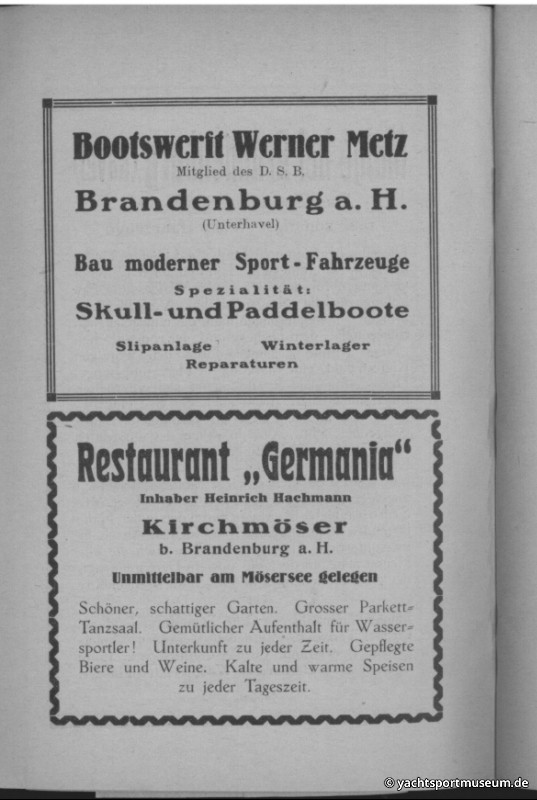 Bootswerft Werner Metz
Mitglied des D. S. B.
Brandenburg a. H.
(Unterhavel)
Bau moderner Sport-Fahrzeuge
Spezialität:
Skull- und Paddelboote
Slipanlage Winterlager
Reparaturen
Restaurant „Germania“
Inhaber Heinrich Hachmann
Kirchmöser
b. Brandenburg a. H.
Unmittelbar am Mösersee gelegen
Schöner, schattiger Garten. Grosser Parkett-
Tanzsaal. Gemütlicher Aufenthalt für Wasser-
sportler! Unterkunft zu jeder Zeit. Gepflegte
Biere und Weine. Kalte und warme Speisen
zu jeder Tageszeit.
© yachtsportmuseum.de